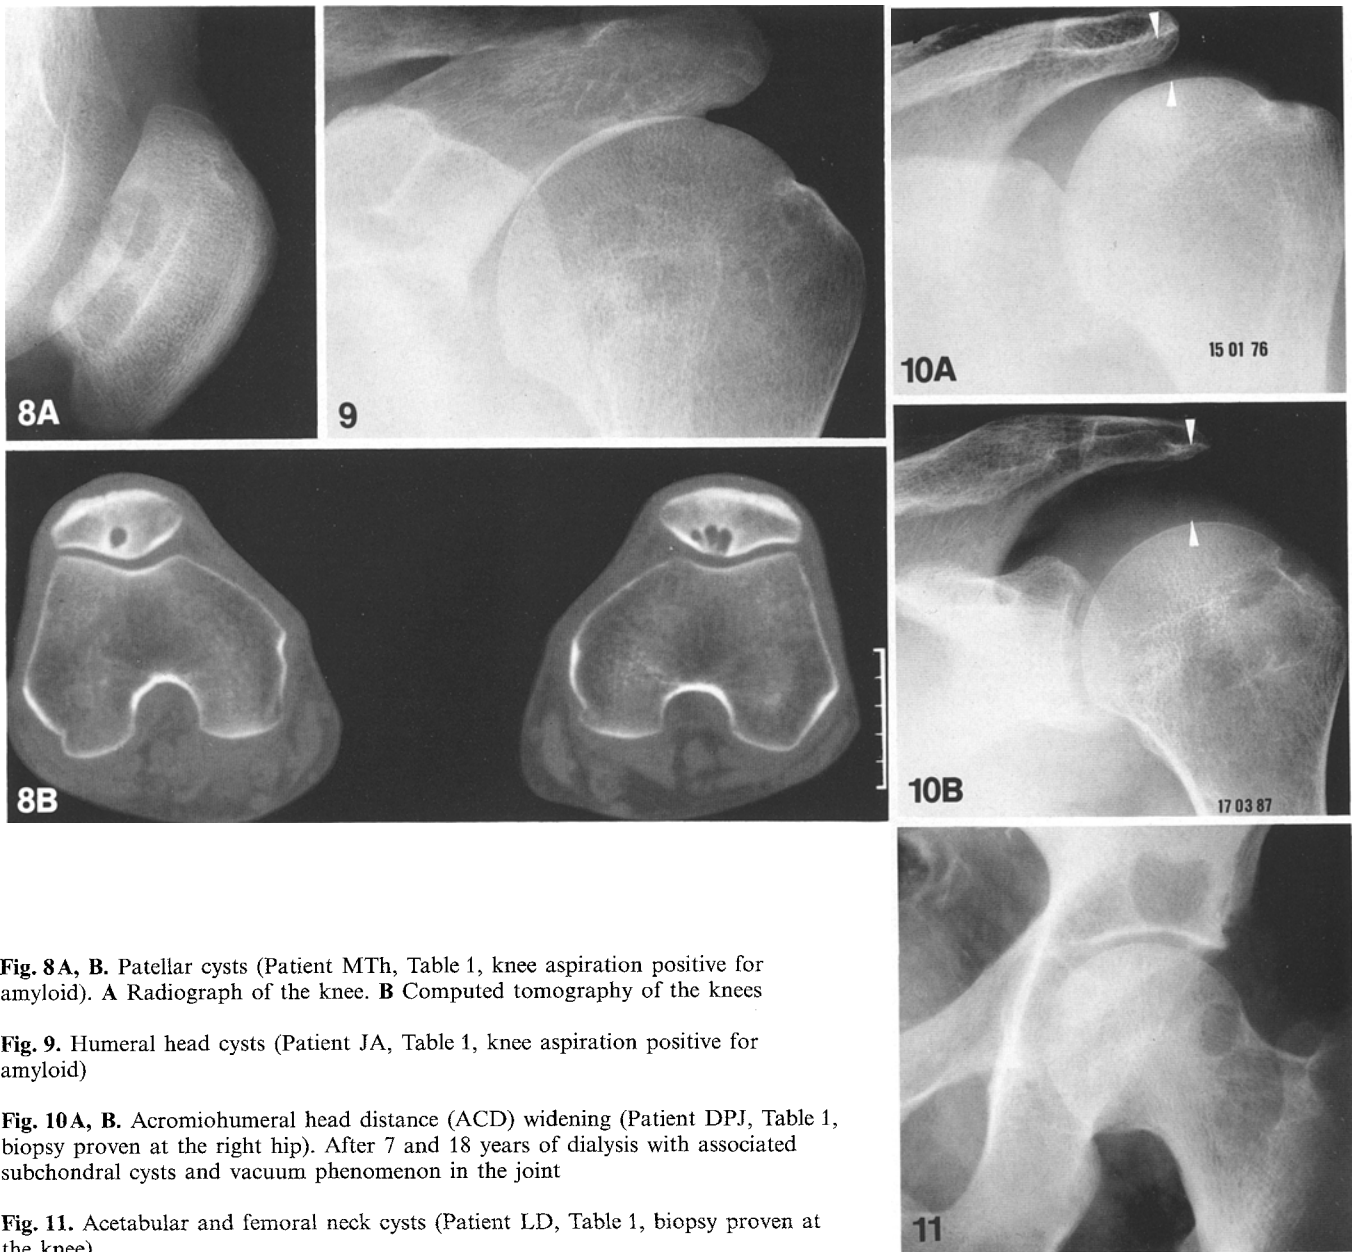 8A
9
10A
15 01 76
8B
10B
17 03 87
11
Fig. 8 A, B. Patellar cysts (Patient MTh, Table 1, knee aspiration positive for
amyloid). A Radiograph of the knee. B Computed tomography of the knees
Fig. 9. Humeral head cysts (Patient JA, Table 1, knee aspiration positive for
amyloid)
Fig. 10 A, B. Acromiohumeral head distance (ACD) widening (Patient DPJ, Table 1,
biopsy proven at the right hip). After 7 and 18 years of dialysis with associated
subchondral cysts and vacuum phenomenon in the joint
Fig. 11. Acetabular and femoral neck cysts (Patient LD, Table 1, biopsy proven at
the knee)